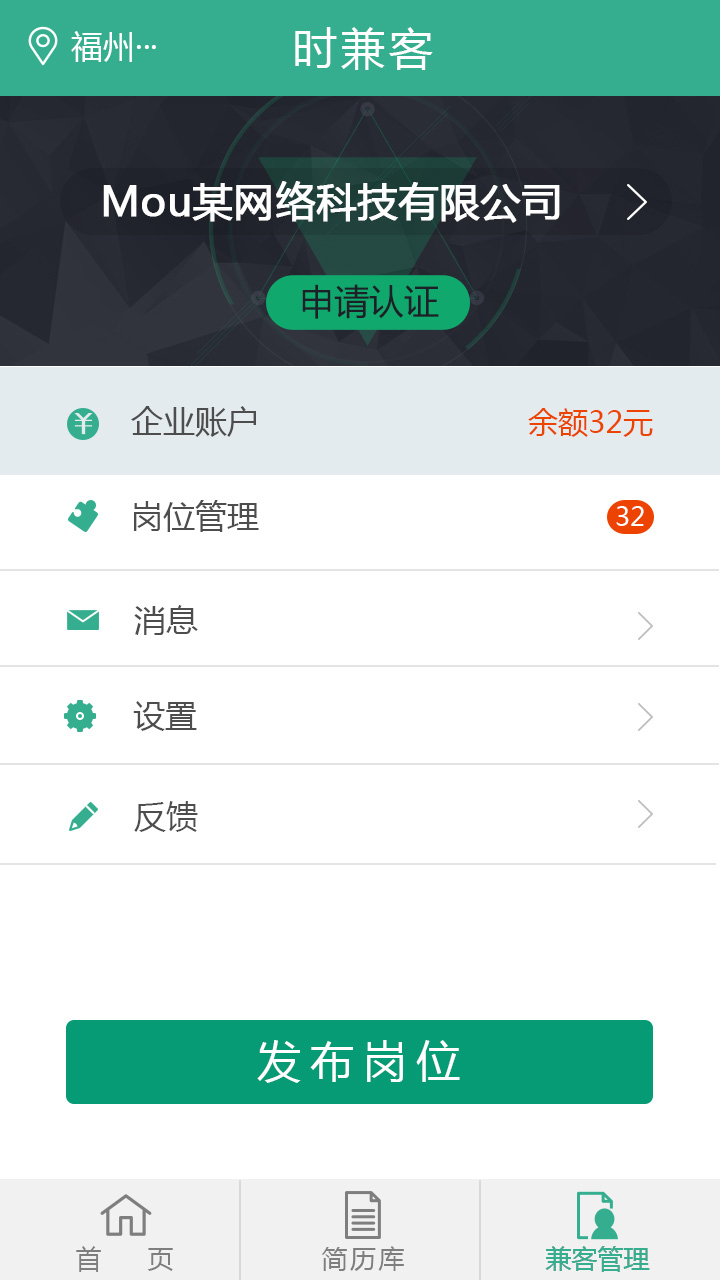 福州...
时兼客
Mou某网络科技有限公司
申请认证
企业账户 余额32元
岗位管理 32
消息
设置
反馈
发布岗位
首 页 简历库 兼客管理